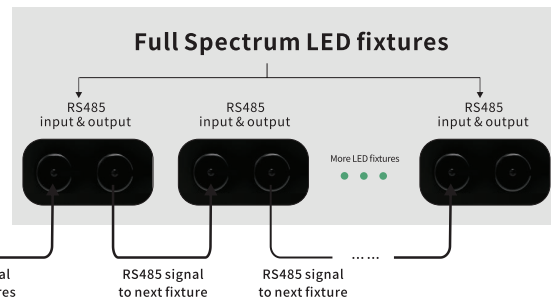 Full Spectrum LED fixtures
RS485
input & output
RS485
input & output
RS485
input & output
More LED fixtures
......
RS485 signal
to next fixture
RS485 signal
to next fixture